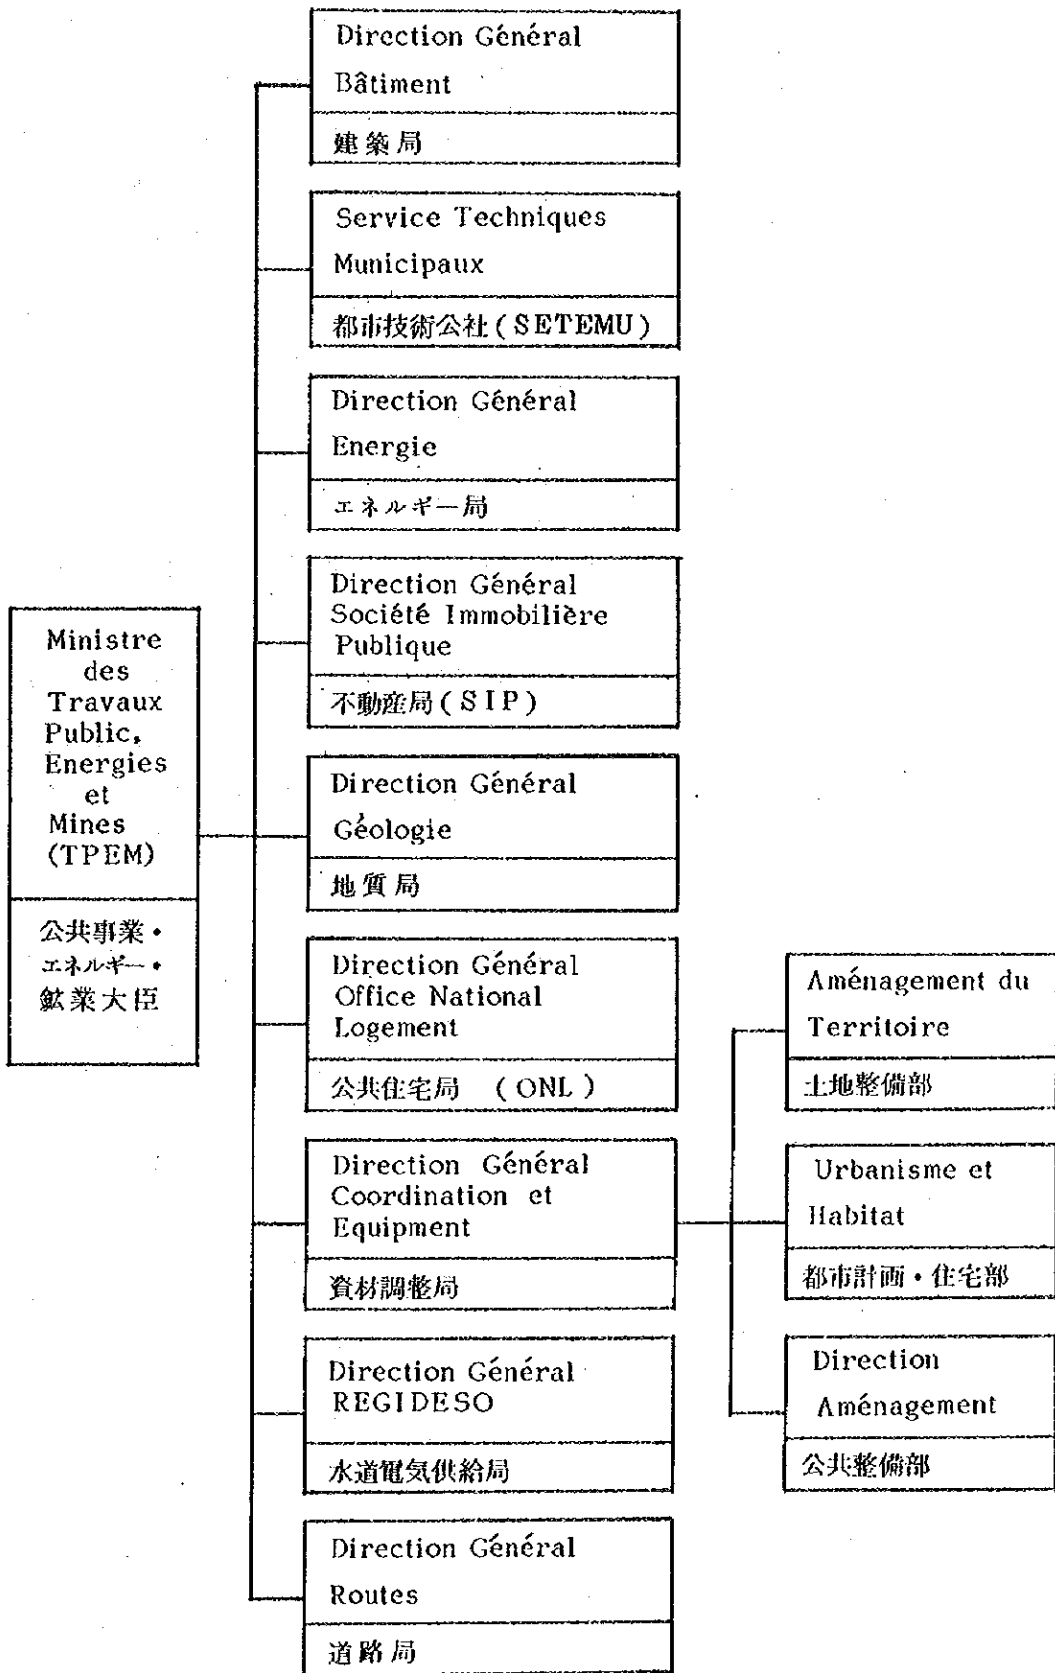 Direction Général
Bâtiment
建築局
Service Techniques
Municipaux
都市技術公社(SETEMU)
Direction Général
Energie
エネルギー局
Direction Général
Société Immobilière
Publique
不動産局(SIP)
Ministre
des
Travaux
Public,
Energies
et
Mines
(TPEM)
公共事業・
エネルギー・
鉱業大臣
Direction Général
Géologie
地質局
Direction Général
Office National
Logement
公共住宅局 (ONL)
Direction Général
Coordination et
Equipment
資材調整局
Aménagement du
Territoire
土地整備部
Urbanisme et
Habitat
都市計画・住宅部
Direction
Aménagement
公共整備部
Direction Général
REGIDESO
水道電気供給局
Direction Général
Routes
道路局